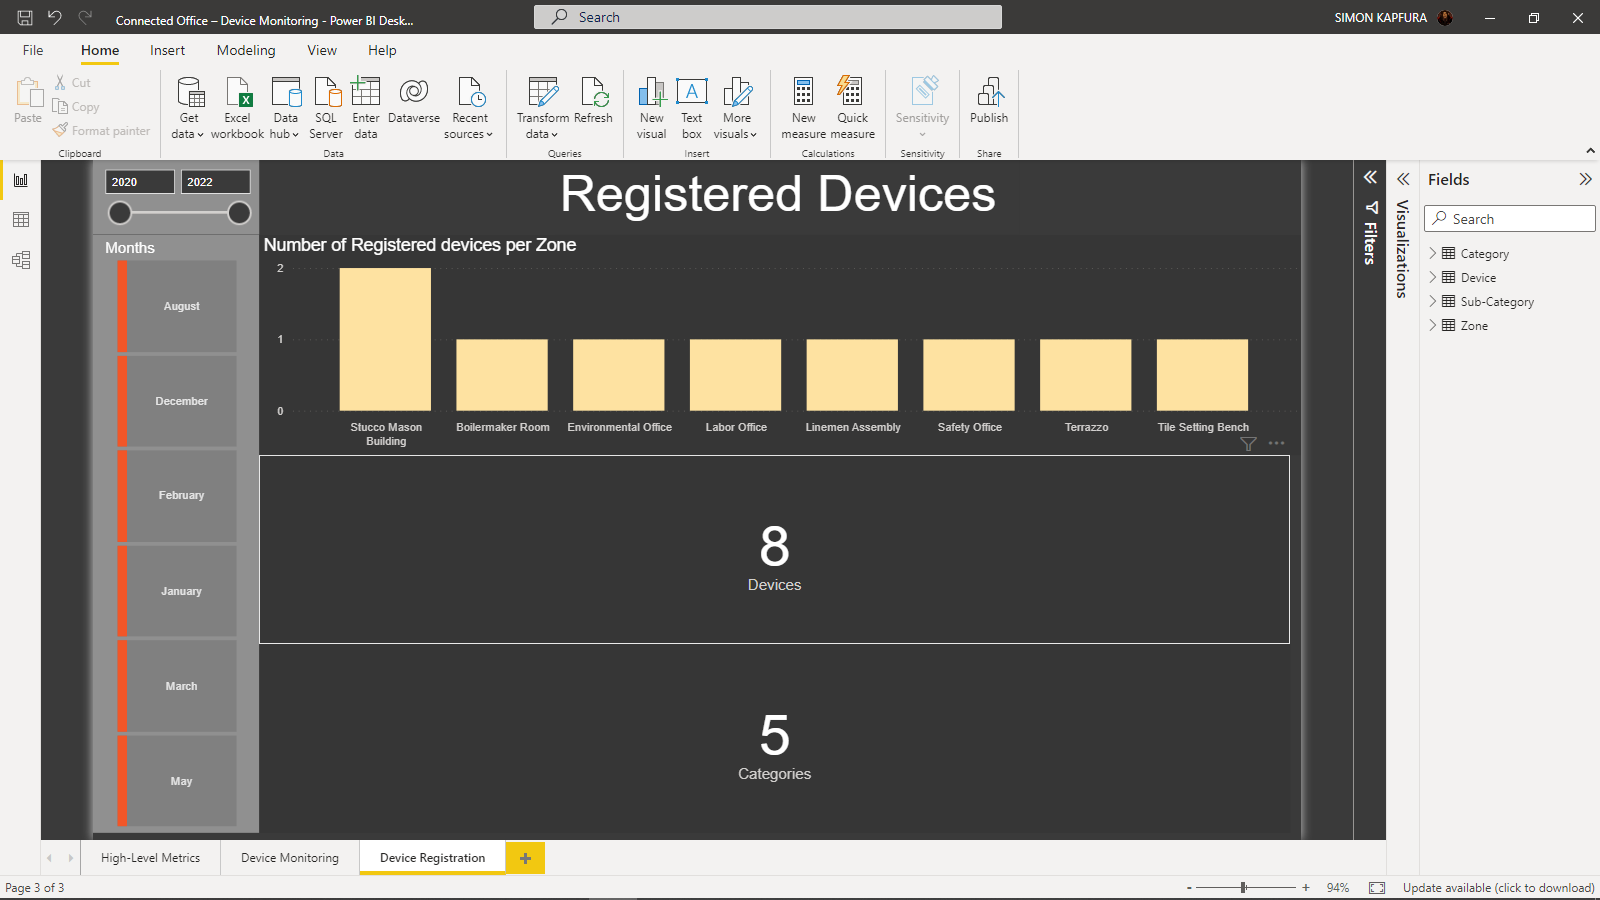 Connected Office – Device Monitoring - Power BI Desk...
Search
SIMON KAPFURA
File
Home
Insert
Modeling
View
Help
Paste
Cut
Copy
Format painter
Clipboard
Get data
Excel workbook
Data hub
SQL Server
Enter data
Dataverse
Recent sources
Data
Transform data
Refresh
Queries
New visual
Text box
More visuals
Insert
New measure
Quick measure
Calculations
Sensitivity
Sensitivity
Publish
Share
2020
2022
Months
August
December
February
January
March
May
Registered Devices
Number of Registered devices per Zone
2
1
0
Stucco Mason
Building
Boilermaker Room
Environmental Office
Labor Office
Linemen Assembly
Safety Office
Terrazzo
Tile Setting Bench
8
Devices
5
Categories
Filters
Visualizations
Fields
Search
Category
Device
Sub-Category
Zone
High-Level Metrics
Device Monitoring
Device Registration
Page 3 of 3
94%
Update available (click to download)